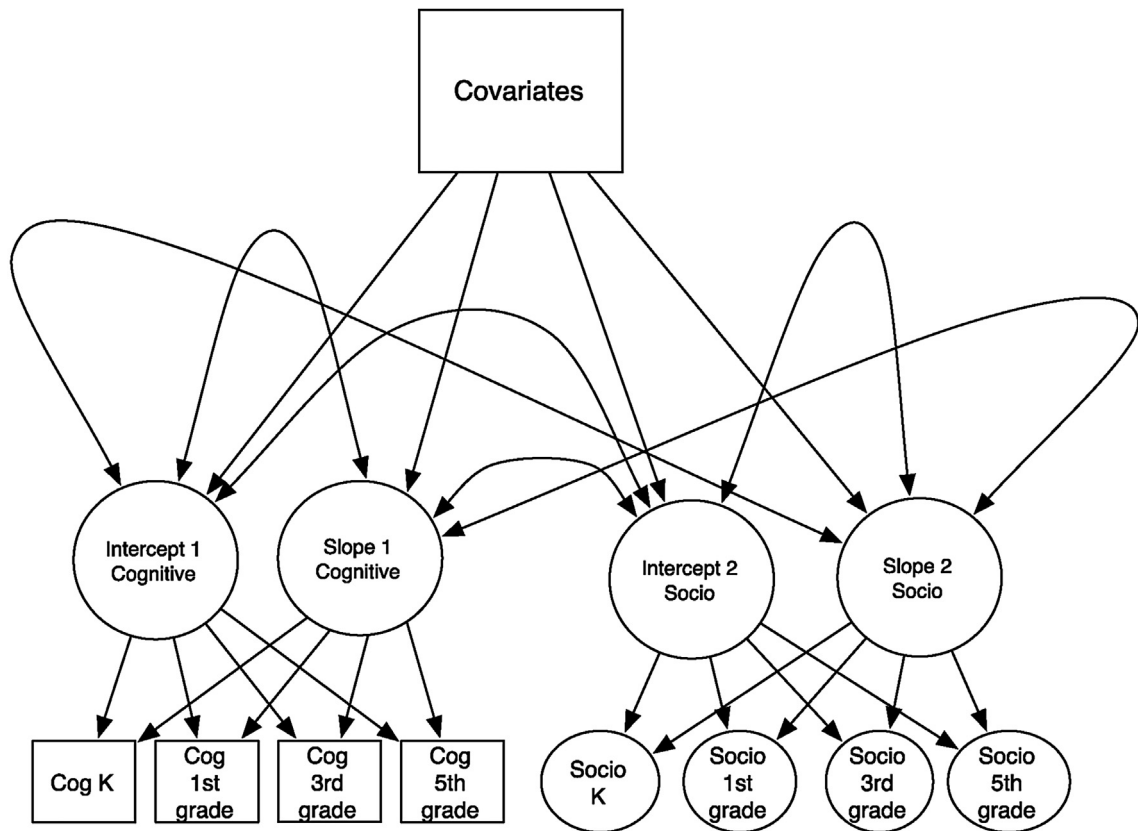 Covariates
Intercept 1
Cognitive
Slope 1
Cognitive
Intercept 2
Socio
Slope 2
Socio
Cog K
Cog
1st
grade
Cog
3rd
grade
Cog
5th
grade
Socio
K
Socio
1st
grade
Socio
3rd
grade
Socio
5th
grade